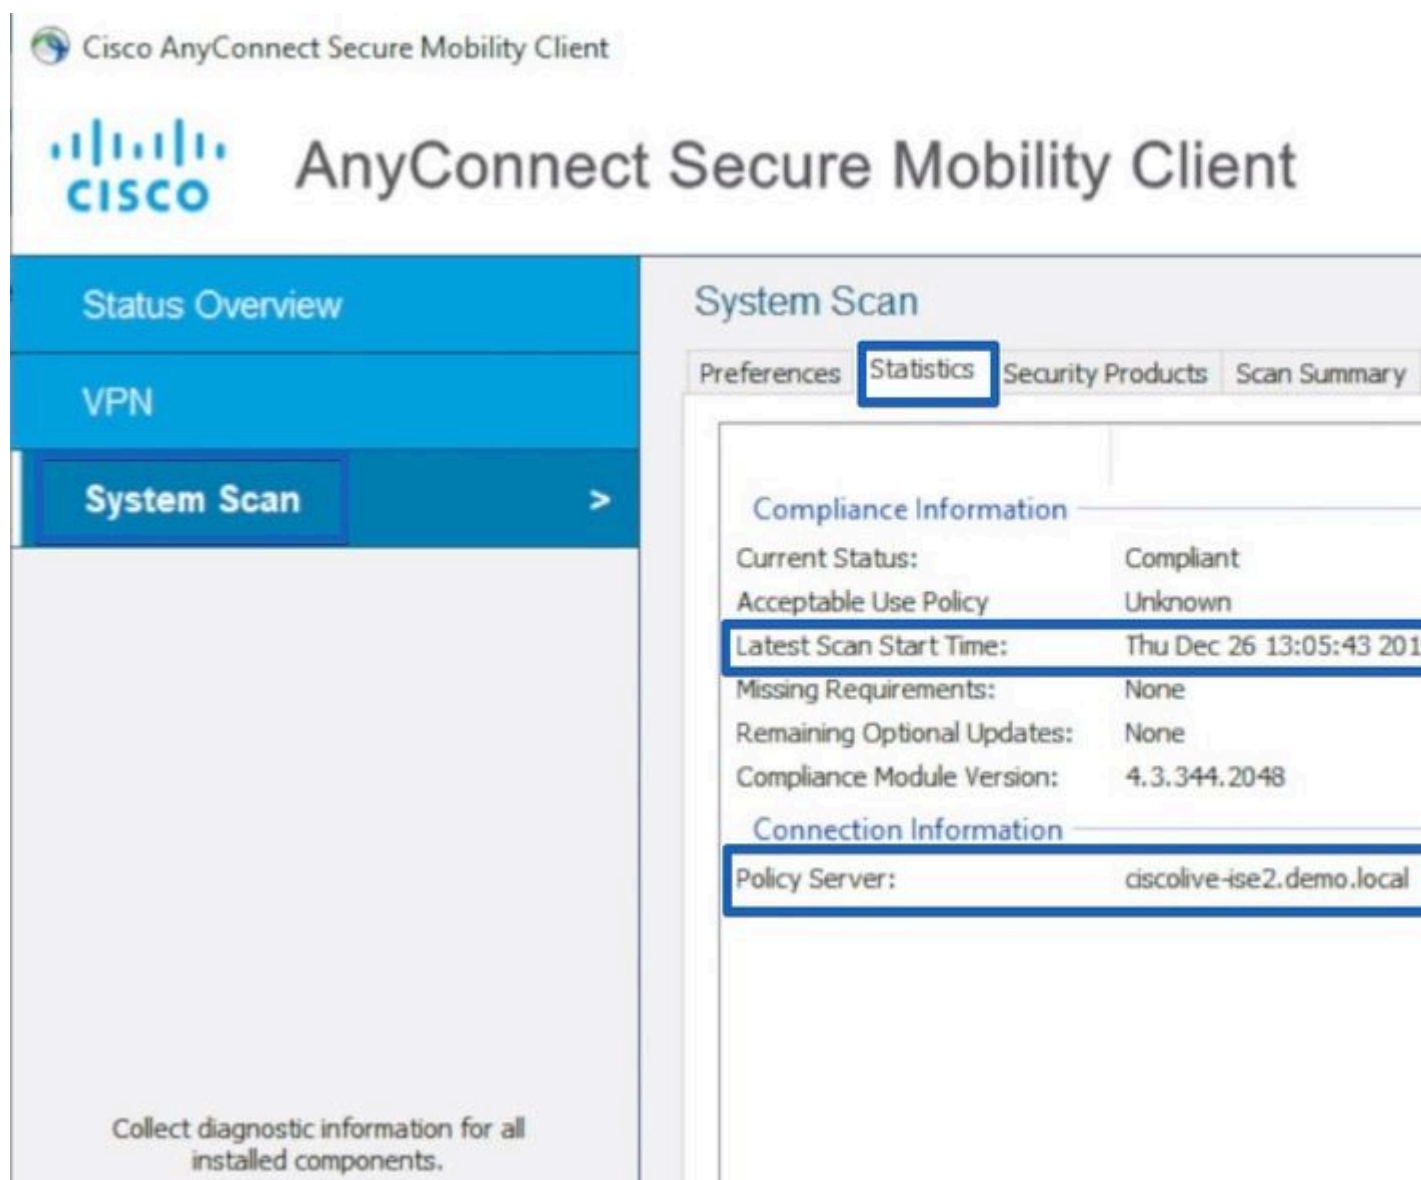 Cisco AnyConnect Secure Mobility Client
CISCO
AnyConnect Secure Mobility Client
Status Overview
VPN
System Scan >
System Scan
Preferences Statistics Security Products Scan Summary
Compliance Information
Current Status: Compliant
Acceptable Use Policy Unknown
Latest Scan Start Time: Thu Dec 26 13:05:43 201
Missing Requirements: None
Remaining Optional Updates: None
Compliance Module Version: 4.3.344.2048
Connection Information
Policy Server: ciscolive-ise2.demo.local
Collect diagnostic information for all
installed components.